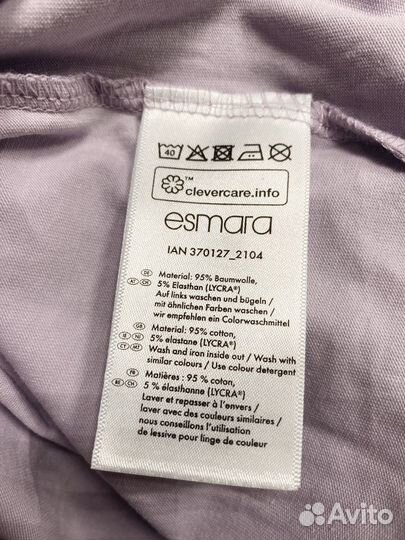 40
™
clevercare.info
esmara
IAN 370127_2104
DE Material: 95% Baumwolle,
AT CH 5% Elasthan (LYCRA®)
Auf links waschen und bügeln /
mit ähnlichen Farben waschen /
wir empfehlen ein Colorwaschmittel
GB Material: 95% cotton,
IE NI 5% elastane (LYCRA®)
CY MT Wash and iron inside out / Wash with
similar colours / Use colour detergent
FR Matières : 95 % coton,
BE CH 5 % élasthanne (LYCRA®)
Laver et repasser à l'envers /
laver avec des couleurs similaires /
nous conseillons l'utilisation
de lessive pour linge de couleur
Avito